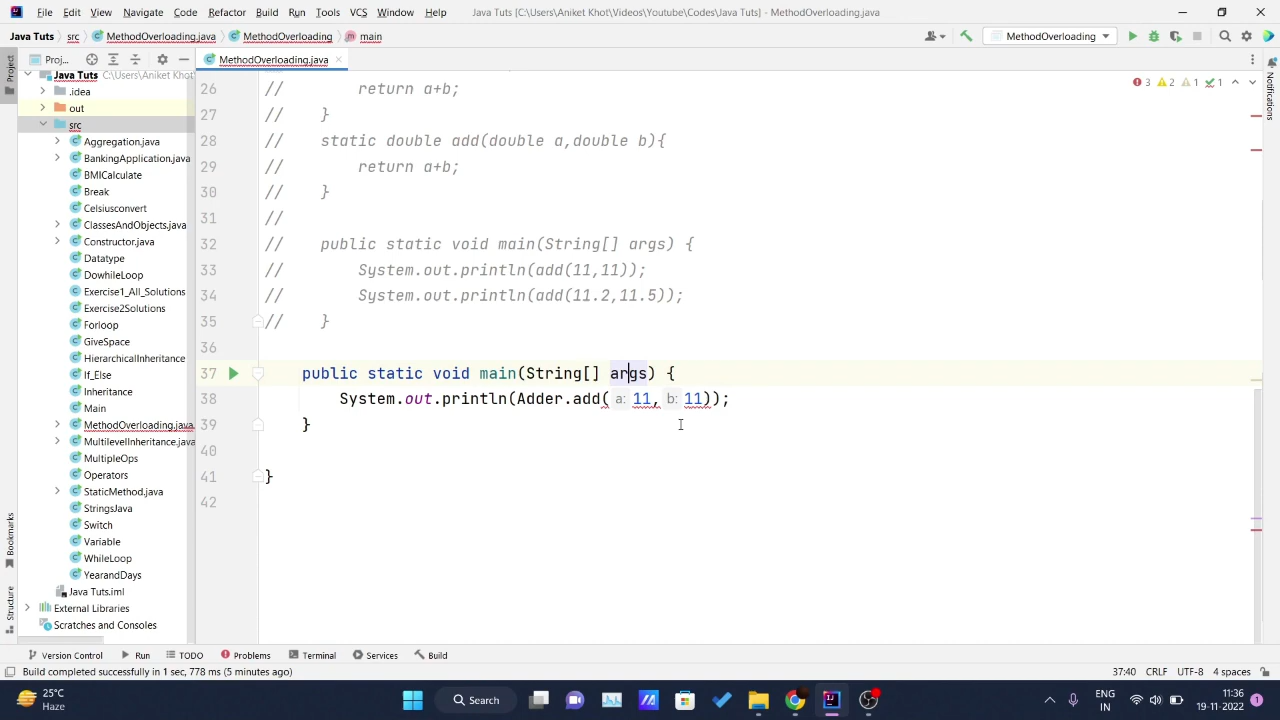 File Edit View Navigate Code Refactor Build Run Tools VCS Window Help Java Tuts [C:\Users\Aniket Khot\Videos\Youtube\Codes\Java Tuts] - MethodOverloading.java
Java Tuts src MethodOverloading.java MethodOverloading main MethodOverloading
Project
Proj...
MethodOverloading.java
Notifications
3 2 1 1
Java Tuts C:\Users\Aniket Khot\
.idea
out
src
Aggregation.java
BankingApplication.java
BMICalculate
Break
Celsiusconvert
ClassesAndObjects.java
Constructor.java
Datatype
DowhileLoop
Exercise1_All_Solutions
Exercise2Solutions
Forloop
GiveSpace
HierarchicalInheritance
If_Else
Inheritance
Main
MethodOverloading.java
MultilevelInheritance.java
MultipleOps
Operators
StaticMethod.java
StringsJava
Switch
Variable
WhileLoop
YearandDays
Java Tuts.iml
External Libraries
Scratches and Consoles
26 // return a+b;
27 // }
28 // static double add(double a,double b){
29 // return a+b;
30 // }
31 //
32 // public static void main(String[] args) {
33 // System.out.println(add(11,11));
34 // System.out.println(add(11.2,11.5));
35 // }
36
37 public static void main(String[] args) {
38 System.out.println(Adder.add( a: 11, b: 11));
39 }
40
41 }
42
Bookmarks
Structure
Version Control Run TODO Problems Terminal Services Build
Build completed successfully in 1 sec, 778 ms (5 minutes ago) 37:40 CRLF UTF-8 4 spaces
25°C
Haze
Search
ENG
IN
11:36
19-11-2022
1